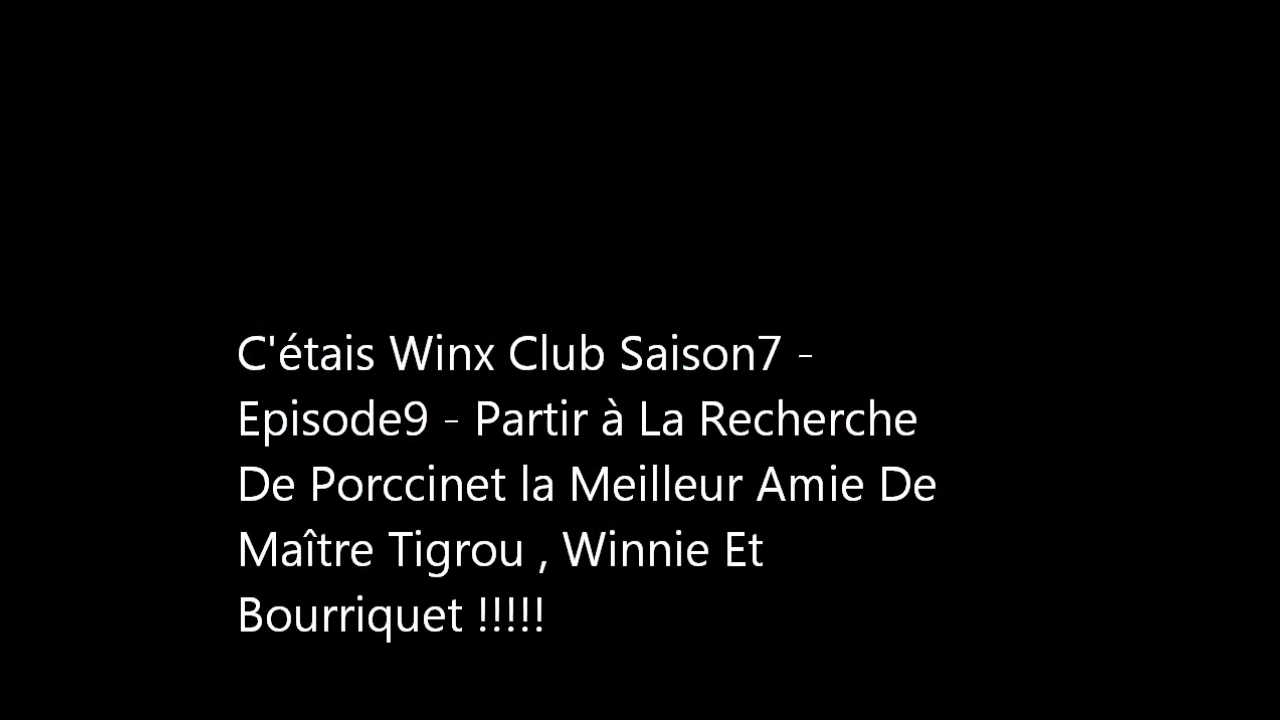 C'étais Winx Club Saison7 -
Episode9 - Partir à La Recherche
De Porccinet la Meilleur Amie De
Maître Tigrou , Winnie Et
Bourriquet !!!!!